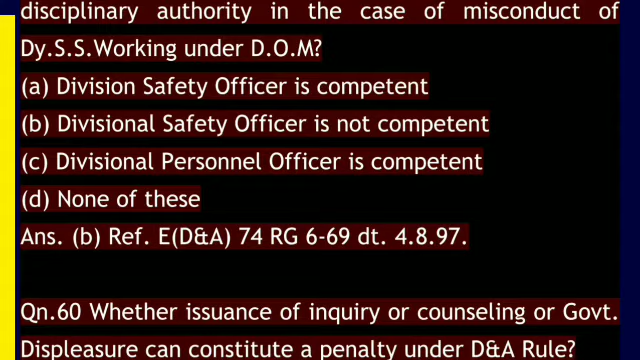 disciplinary authority in the case of misconduct of
Dy.S.S.Working under D.O.M?
(a) Division Safety Officer is competent
(b) Divisional Safety Officer is not competent
(c) Divisional Personnel Officer is competent
(d) None of these
Ans. (b) Ref. E(D&A) 74 RG 6-69 dt. 4.8.97.
Qn.60 Whether issuance of inquiry or counseling or Govt.
Displeasure can constitute a penalty under D&A Rule?